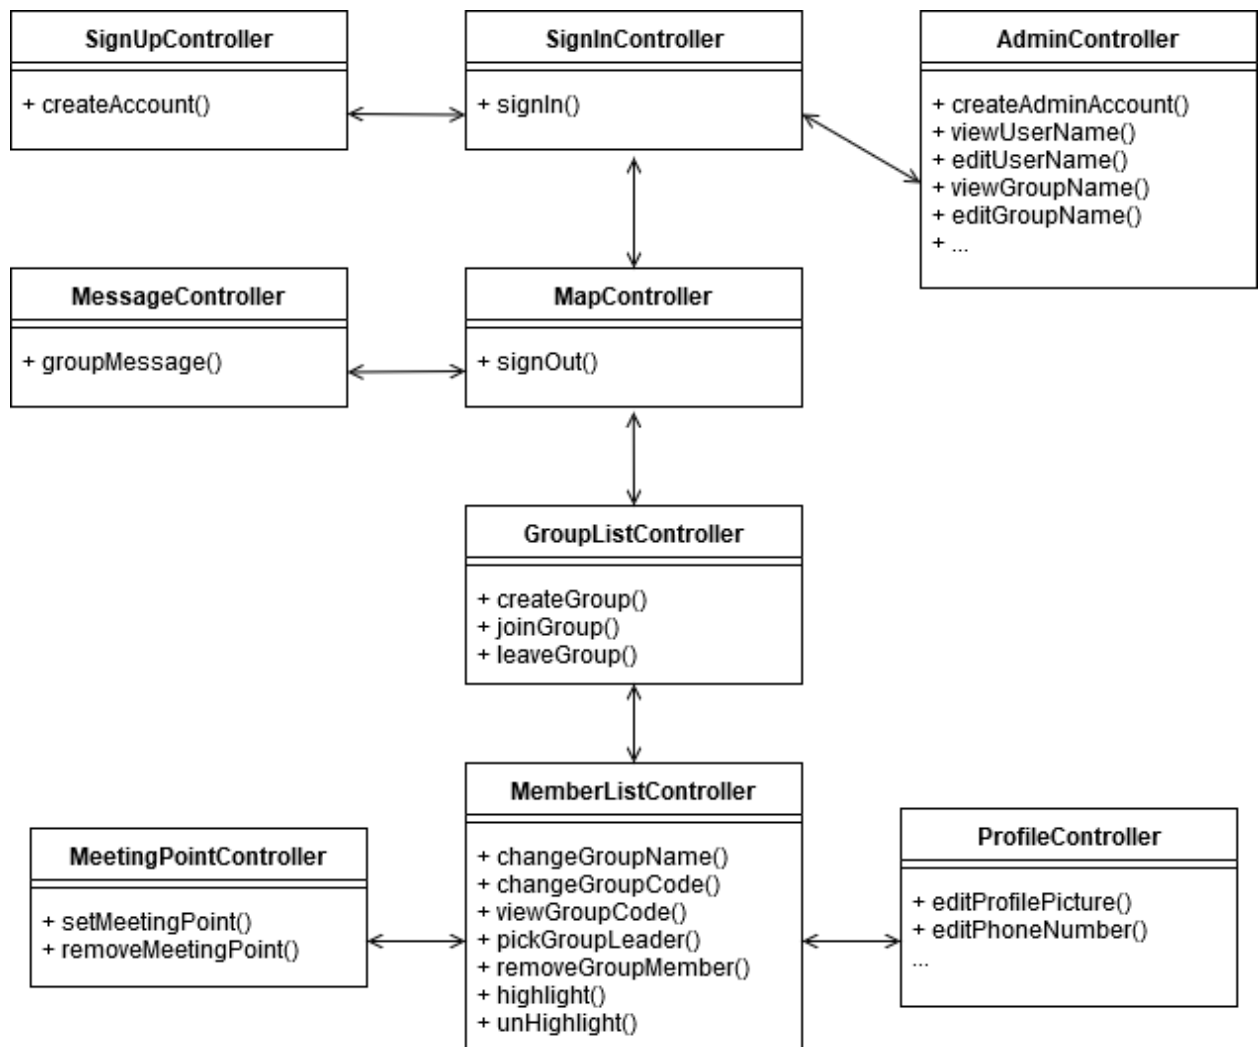 SignUpController
+ createAccount()
SignInController
+ signIn()
AdminController
+ createAdminAccount()
+ viewUserName()
+ editUserName()
+ viewGroupName()
+ editGroupName()
+ ...
MessageController
+ groupMessage()
MapController
+ signOut()
GroupListController
+ createGroup()
+ joinGroup()
+ leaveGroup()
MeetingPointController
+ setMeetingPoint()
+ removeMeetingPoint()
MemberListController
+ changeGroupName()
+ changeGroupCode()
+ viewGroupCode()
+ pickGroupLeader()
+ removeGroupMember()
+ highlight()
+ unHighlight()
ProfileController
+ editProfilePicture()
+ editPhoneNumber()
...